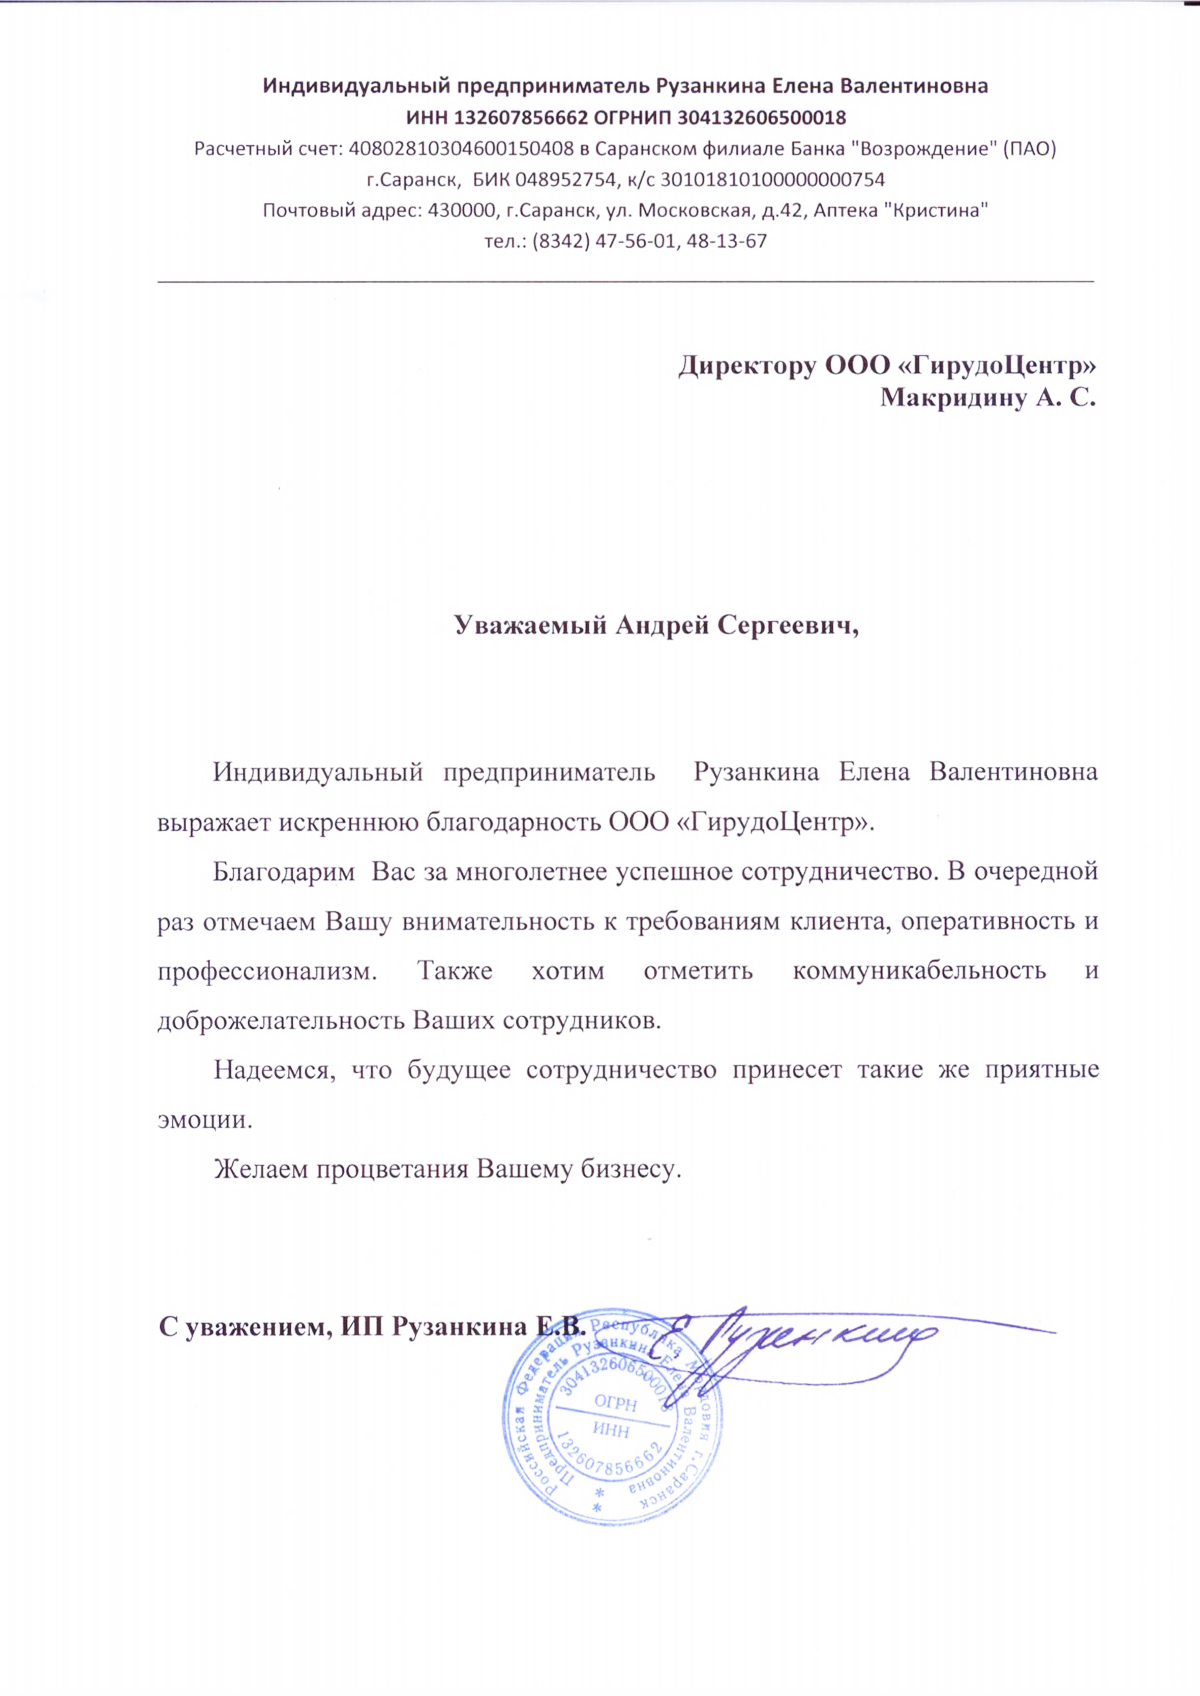 Индивидуальный предприниматель Рузанкина Елена Валентиновна
ИНН 132607856662 ОГРНИП 304132606500018
Расчетный счет: 40802810304600150408 в Саранском филиале Банка "Возрождение" (ПАО)
г.Саранск, БИК 048952754, к/с 30101810100000000754
Почтовый адрес: 430000, г.Саранск, ул. Московская, д.42, Аптека "Кристина"
тел.: (8342) 47-56-01, 48-13-67
Директору ООО «ГирудоЦентр»
Макридину А. С.
Уважаемый Андрей Сергеевич,
Индивидуальный предприниматель Рузанкина Елена Валентиновна
выражает искреннюю благодарность ООО «ГирудоЦентр».
Благодарим Вас за многолетнее успешное сотрудничество. В очередной
раз отмечаем Вашу внимательность к требованиям клиента, оперативность и
профессионализм. Также хотим отметить коммуникабельность и
доброжелательность Ваших сотрудников.
Надеемся, что будущее сотрудничество принесет такие же приятные
эмоции.
Желаем процветания Вашему бизнесу.
С уважением, ИП Рузанкина Е.В.
Российская Федерация Республика Мордовия г.Саранск
Предприниматель Рузанкина Елена Валентиновна
304132606500018
ОГРН
ИНН
132607856662
* *